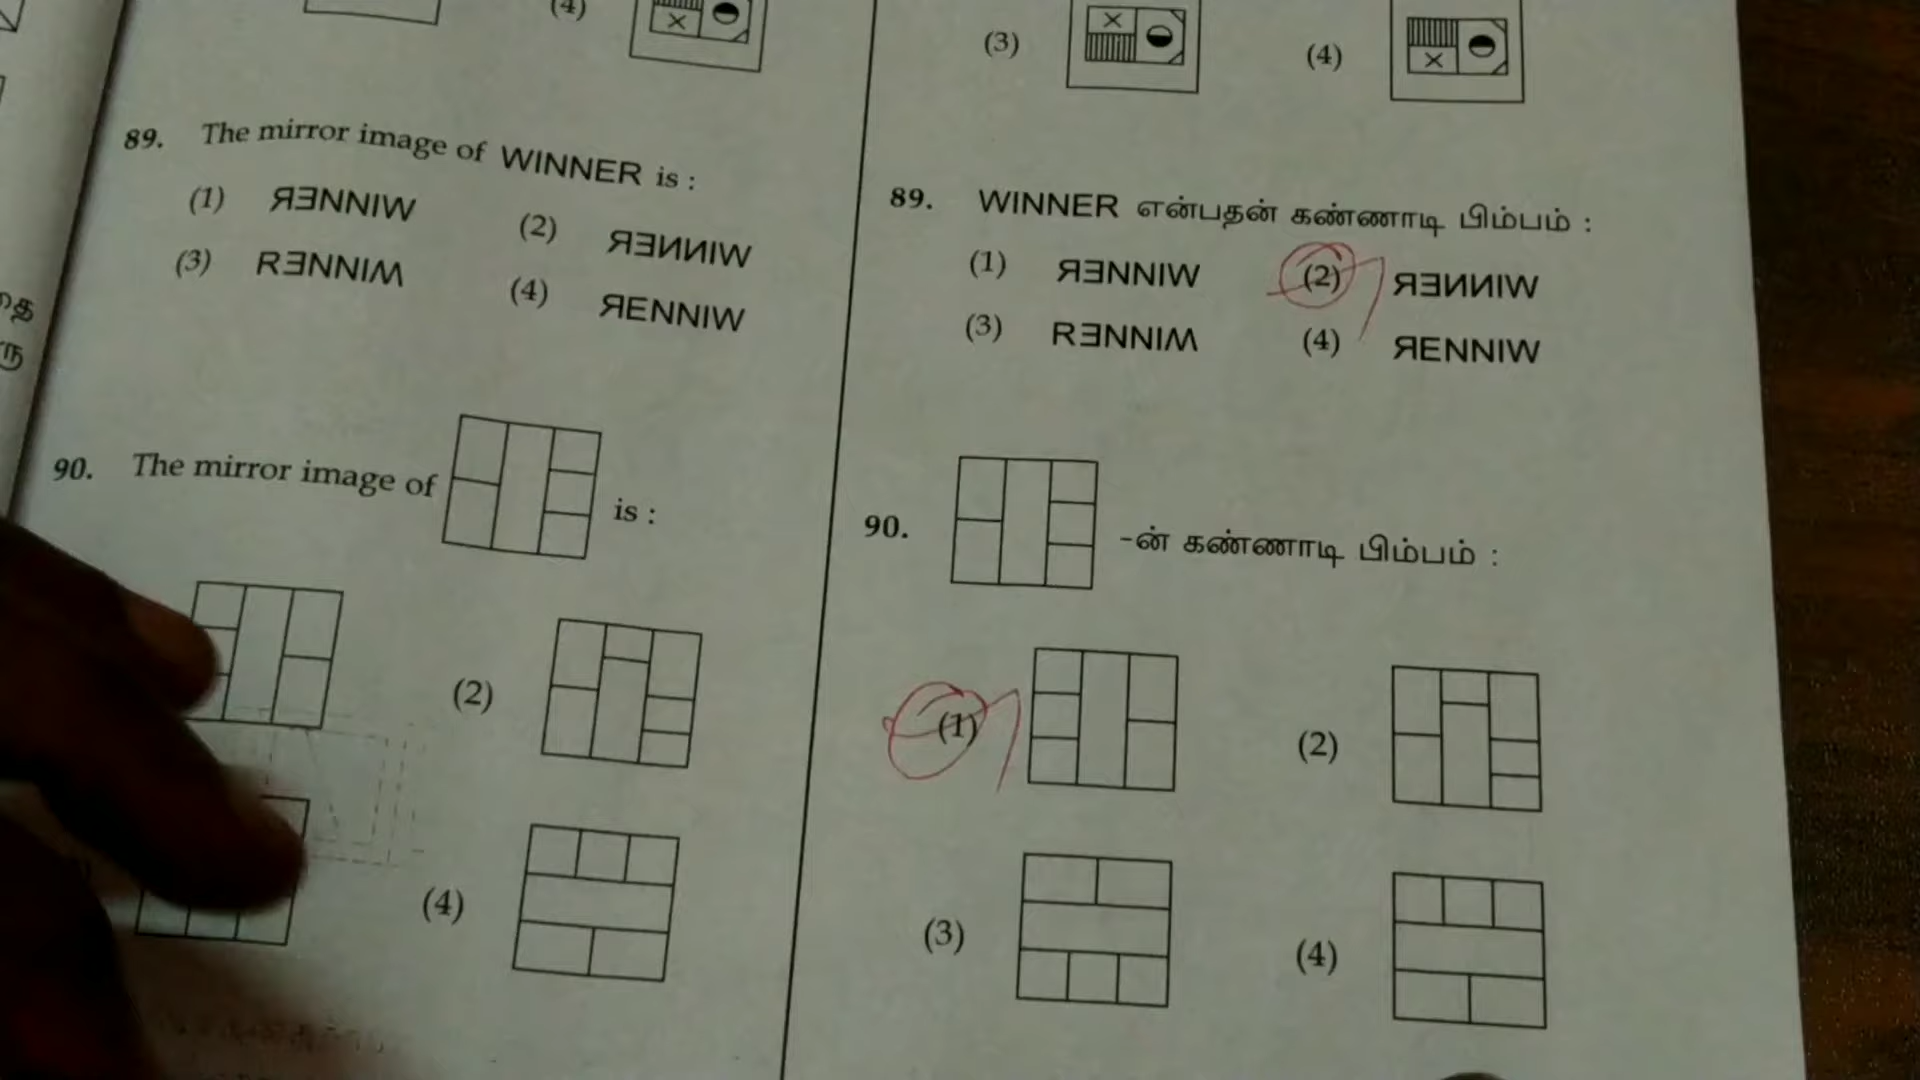 (4)
89. The mirror image of WINNER is :
(1) ЯƎNNIW
(2) ЯƎИИIW
(3) RƎNNIM
(4) ЯENNIW
90. The mirror image of is :
(2)
(4)
(3)
(4)
89. WINNER என்பதன் கண்ணாடி பிம்பம் :
(1) ЯƎNNIW
(2) ЯƎИИIW
(3) RƎNNIM
(4) ЯENNIW
90. -ன் கண்ணாடி பிம்பம் :
(1)
(2)
(3)
(4)